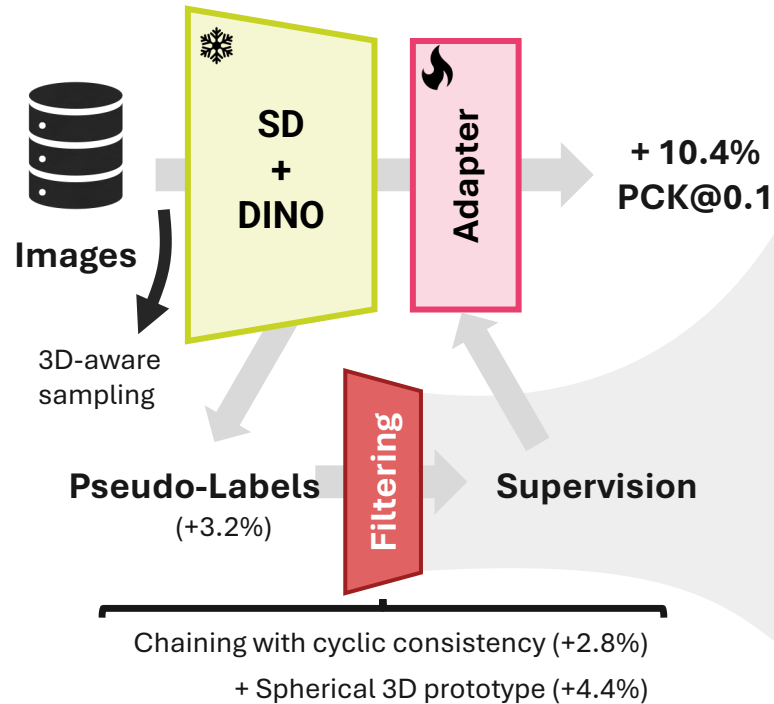 SD
+
DINO
Adapter
+ 10.4%
PCK@0.1
Images
3D-aware
sampling
Pseudo-Labels
(+3.2%)
Filtering
Supervision
Chaining with cyclic consistency (+2.8%)
+ Spherical 3D prototype (+4.4%)